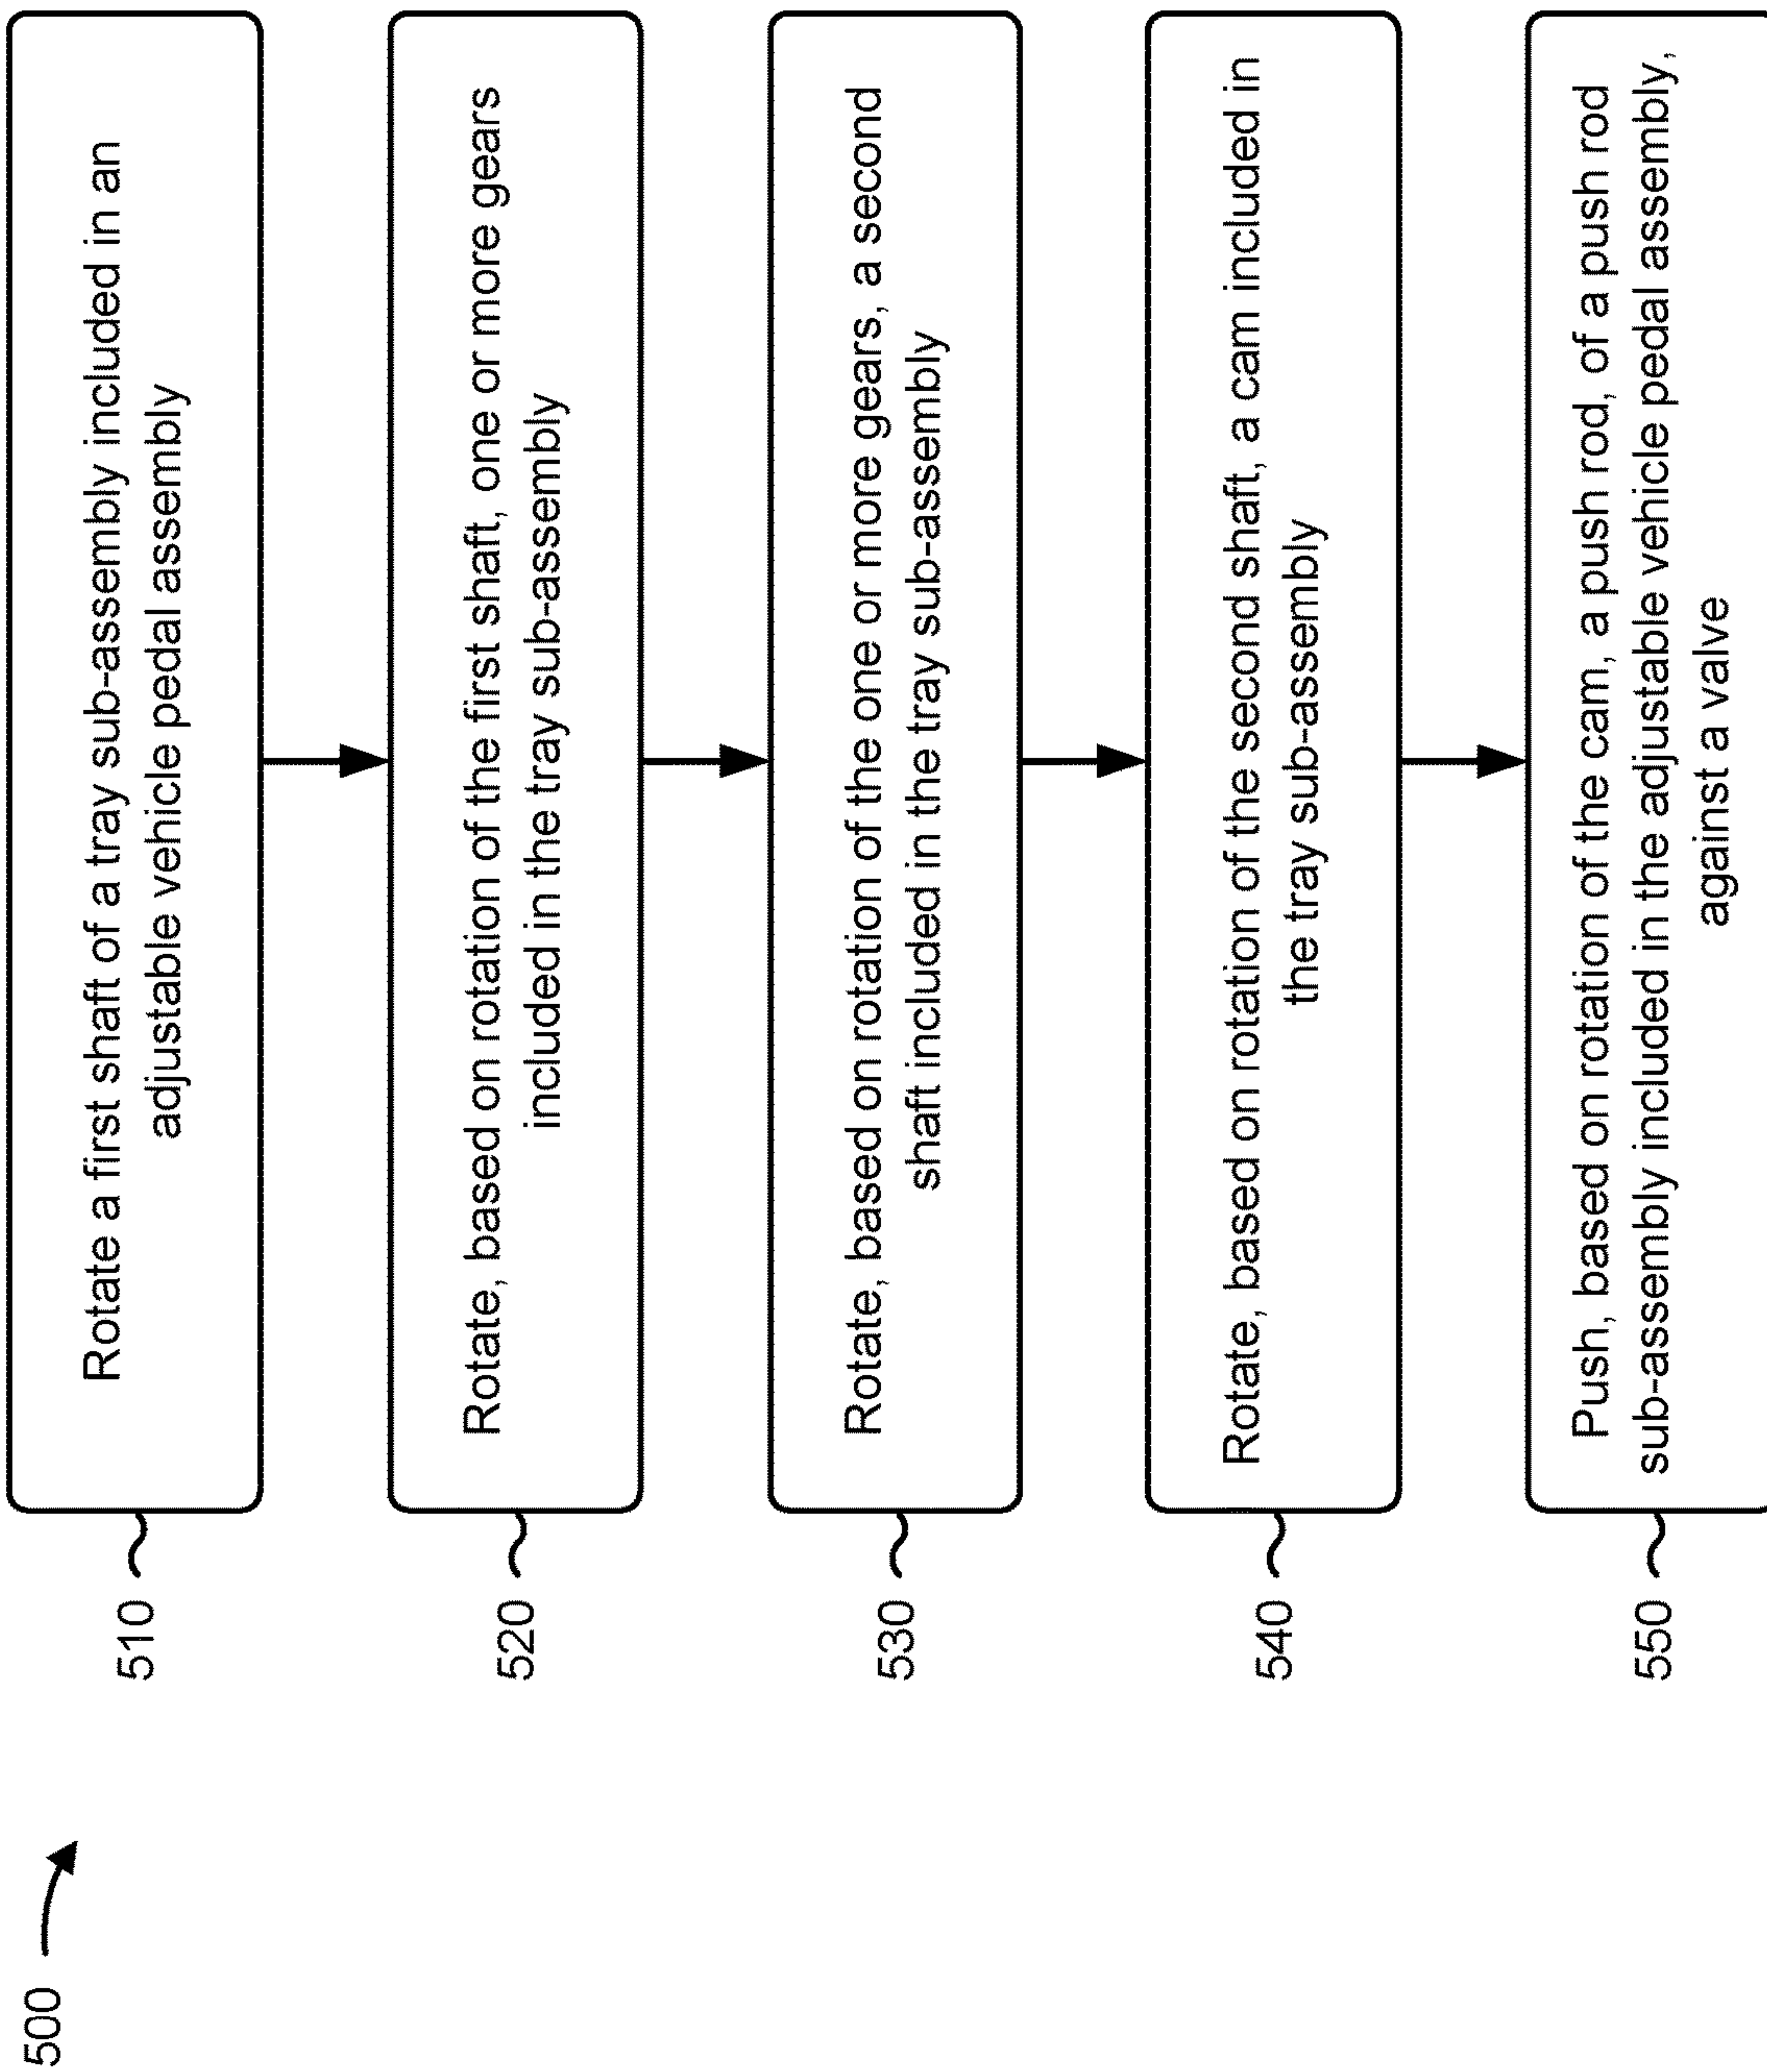 500
510
Rotate a first shaft of a tray sub-assembly included in an
adjustable vehicle pedal assembly
520
Rotate, based on rotation of the first shaft, one or more gears
included in the tray sub-assembly
530
Rotate, based on rotation of the one or more gears, a second
shaft included in the tray sub-assembly
540
Rotate, based on rotation of the second shaft, a cam included in
the tray sub-assembly
550
Push, based on rotation of the cam, a push rod, of a push rod
sub-assembly included in the adjustable vehicle pedal assembly,
against a valve